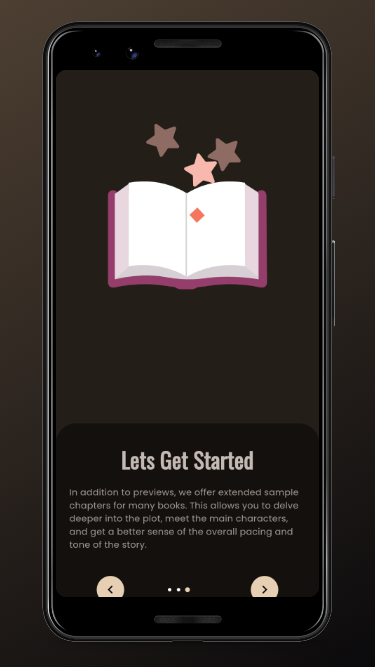 Lets Get Started
In addition to previews, we offer extended sample
chapters for many books. This allows you to delve
deeper into the plot, meet the main characters,
and get a better sense of the overall pacing and
tone of the story.